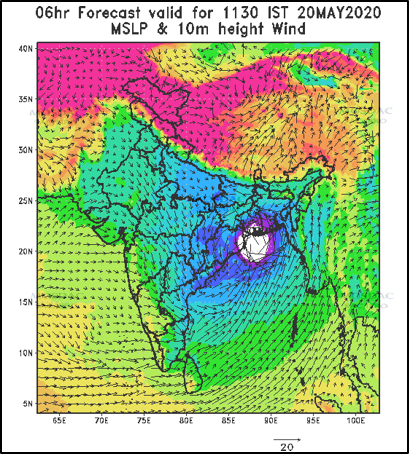 06hr Forecast valid for 1130 IST 20MAY2020
MSLP & 10m height Wind
40N
35N
30N
25N
20N
15N
10N
5N
65E 70E 75E 80E 85E 90E 95E 100E
20